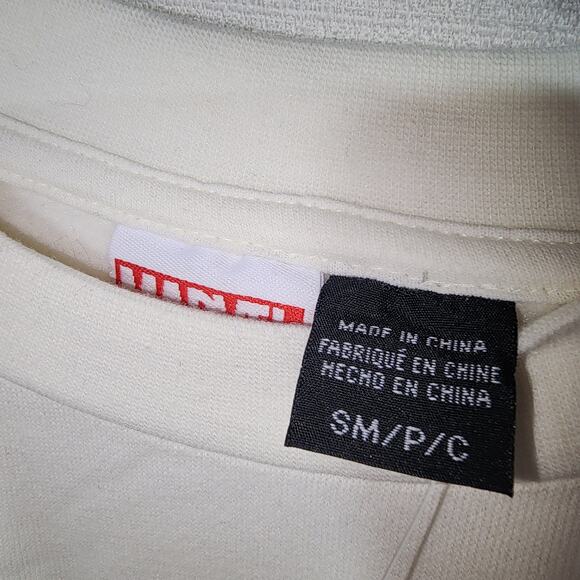 MADE IN CHINA
FABRIQUÉ EN CHINE
HECHO EN CHINA
SM/P/C